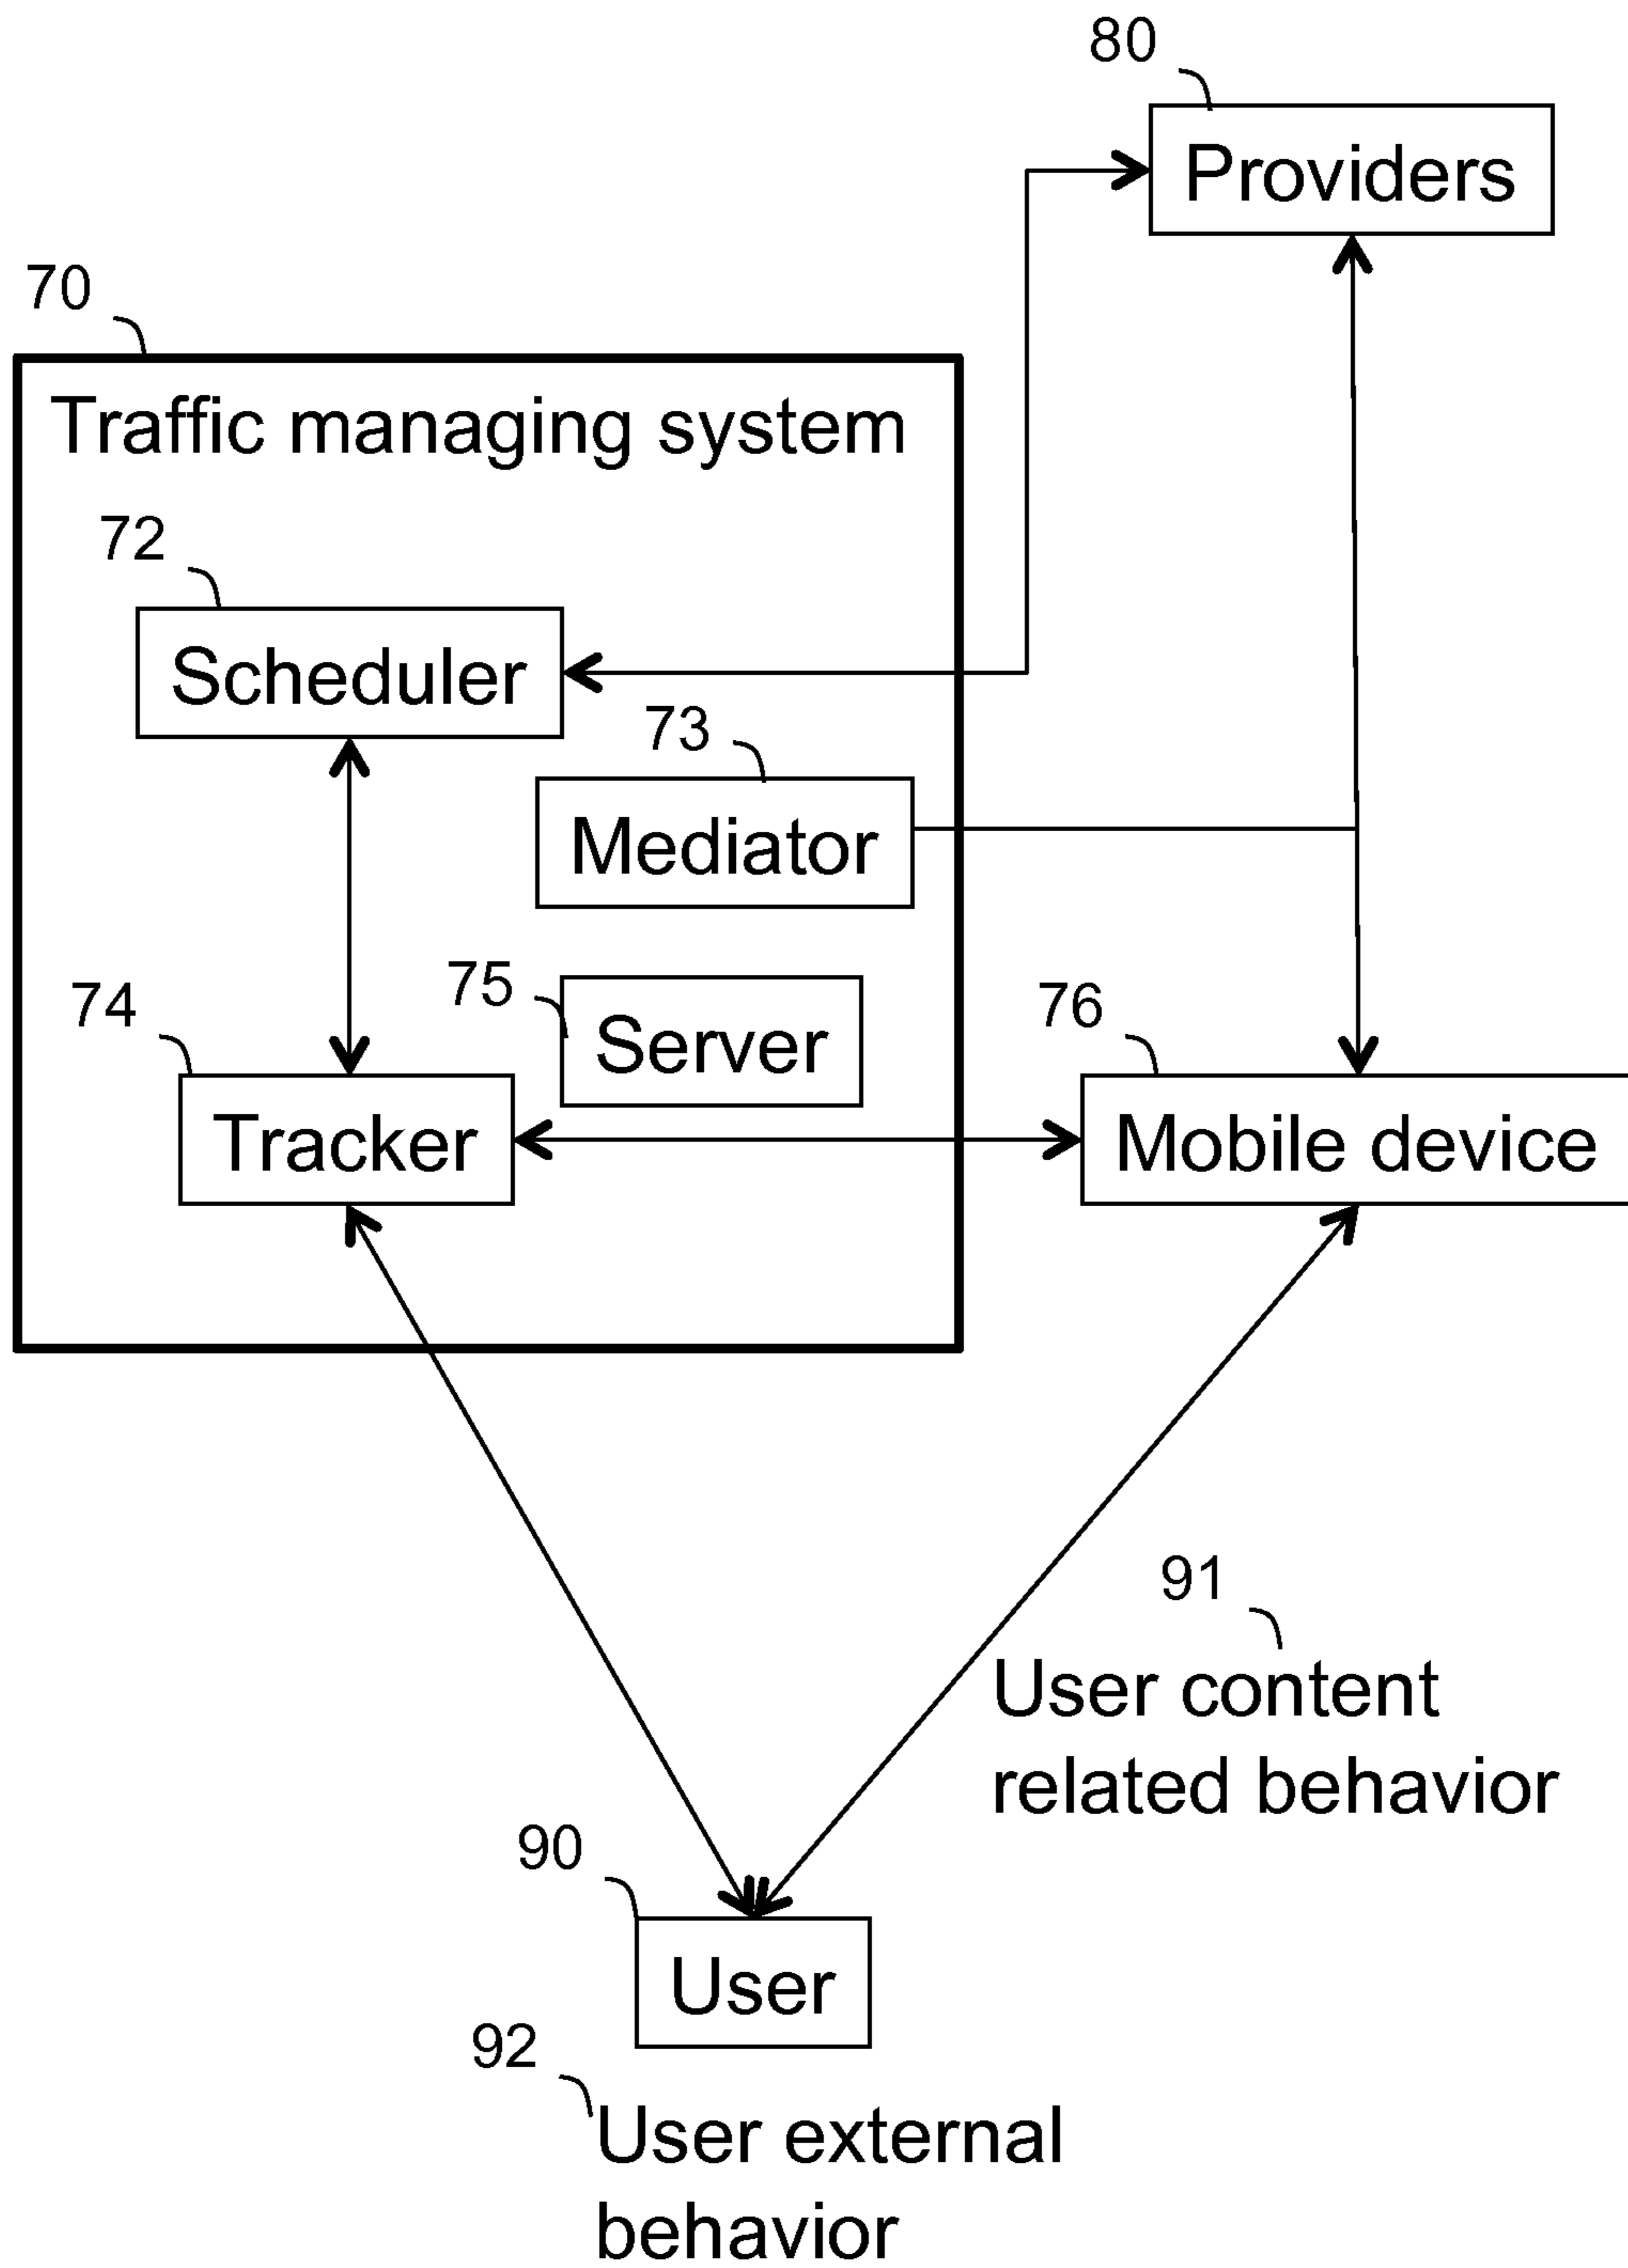 80
Providers
70
Traffic managing system
72
Scheduler
73
Mediator
75
Server
74
Tracker
76
Mobile device
91
User content
related behavior
90
User
92
User external
behavior